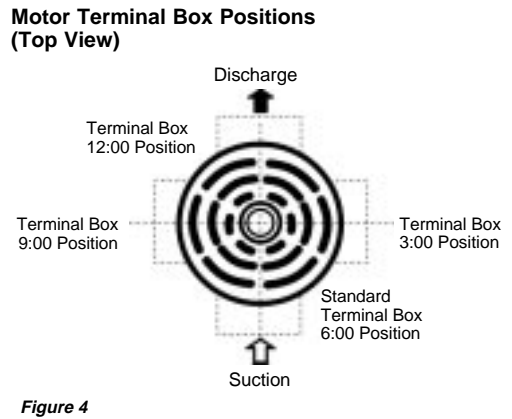 Motor Terminal Box Positions
(Top View)
Discharge
Terminal Box
12:00 Position
Terminal Box
9:00 Position
Terminal Box
3:00 Position
Standard
Terminal Box
6:00 Position
Suction
Figure 4